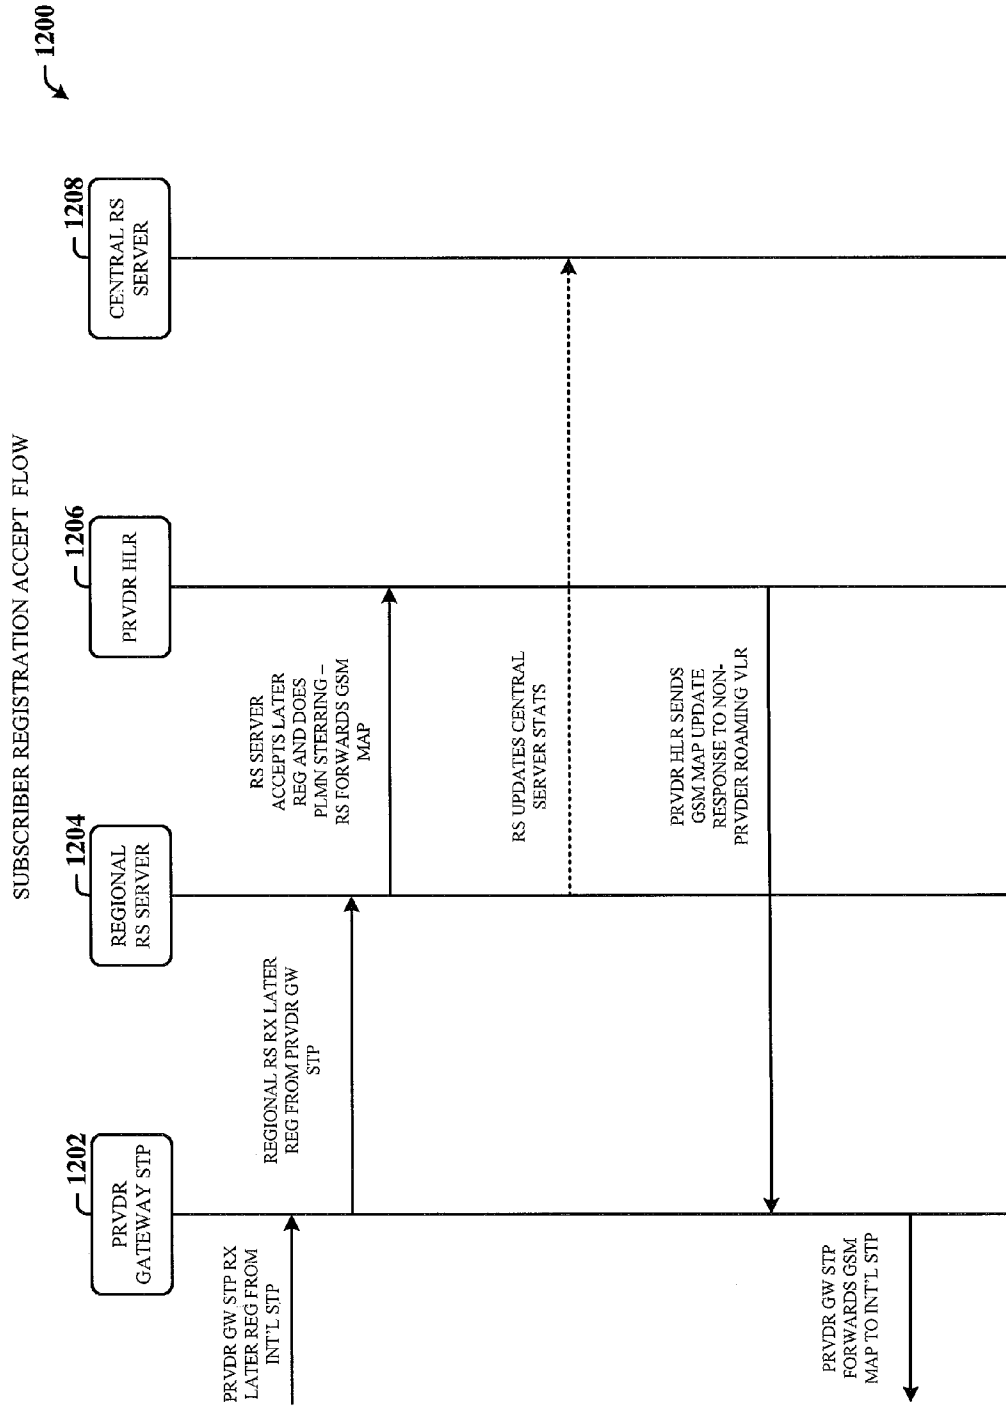 SUBSCRIBER REGISTRATION ACCEPT FLOW
1200
1202
PRVDR
GATEWAY STP
1204
REGIONAL
RS SERVER
1206
PRVDR HLR
1208
CENTRAL RS
SERVER
PRVDR GW STP RX
LATER REG FROM
INT'L STP
REGIONAL RS RX LATER
REG FROM PRVDR GW
STP
RS SERVER
ACCEPTS LATER
REG AND DOES
PLMN STERRING –
RS FORWARDS GSM
MAP
RS UPDATES CENTRAL
SERVER STATS
PRVDR HLR SENDS
GSM MAP UPDATE
RESPONSE TO NON-
PRVDER ROAMING VLR
PRVDR GW STP
FORWARDS GSM
MAP TO INT'L STP